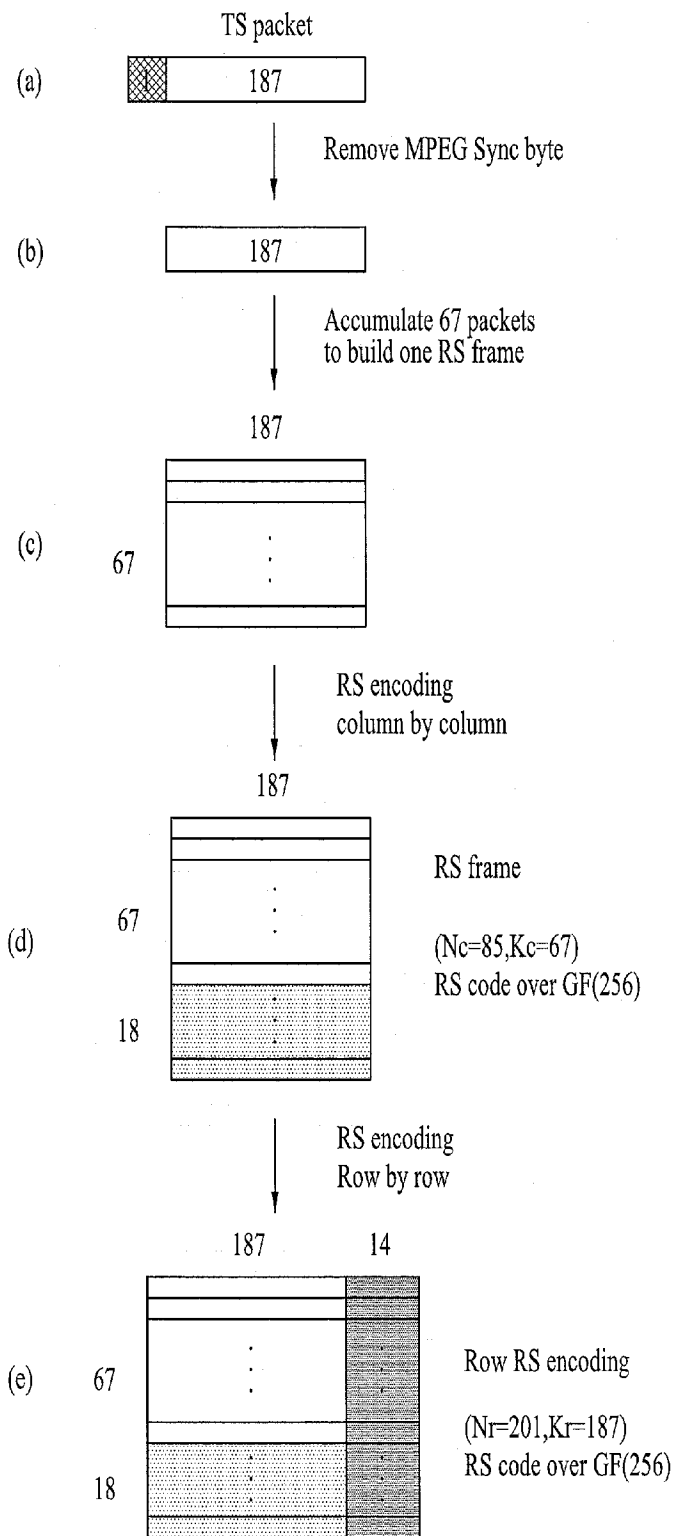 TS packet
(a)
1
187
Remove MPEG Sync byte
(b)
187
Accumulate 67 packets
to build one RS frame
187
(c)
67
RS encoding
column by column
187
RS frame
(d)
67
(Nc=85,Kc=67)
RS code over GF(256)
18
RS encoding
Row by row
187
14
(e)
67
Row RS encoding
(Nr=201,Kr=187)
RS code over GF(256)
18